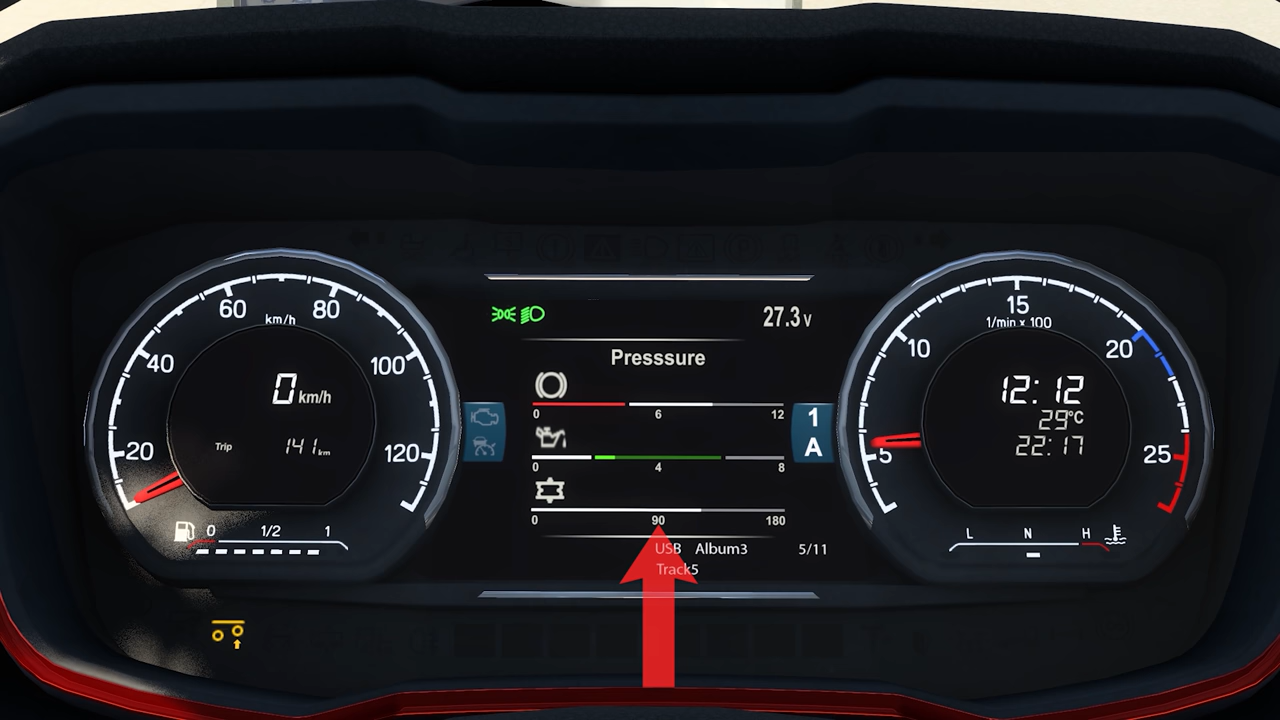 60 80
km/h
40 100
20 120
0 km/h
Trip 141 km
0 1/2 1
27.3 v
Presssure
0 6 12
0 4 8
0 90 180
USB Album3 5/11
Track5
1
A
15
1/min x 100
10 20
5 25
12:12
29°C
22:17
L N H